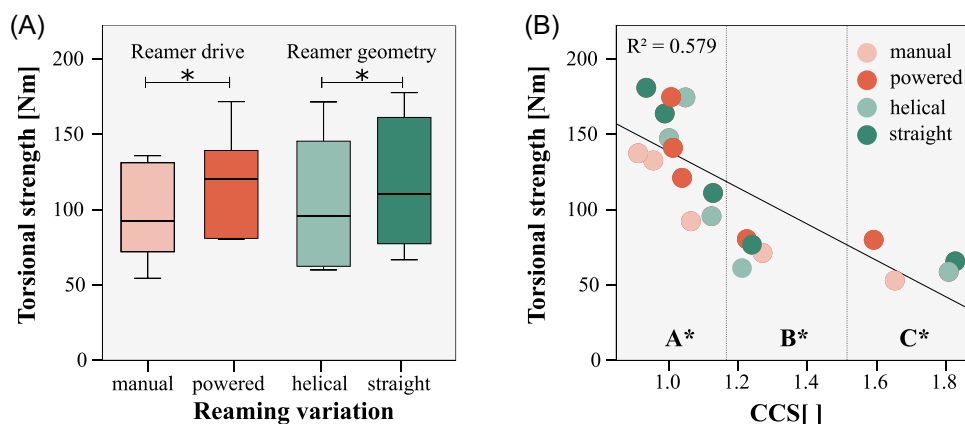 (A)
Torsional strength [Nm]
200
150
100
50
0
Reamer drive
*
Reamer geometry
*
manual powered helical straight
Reaming variation
(B)
Torsional strength [Nm]
200
150
100
50
0
R² = 0.579
manual
powered
helical
straight
A* B* C*
1.0 1.2 1.4 1.6 1.8
CCS[ ]